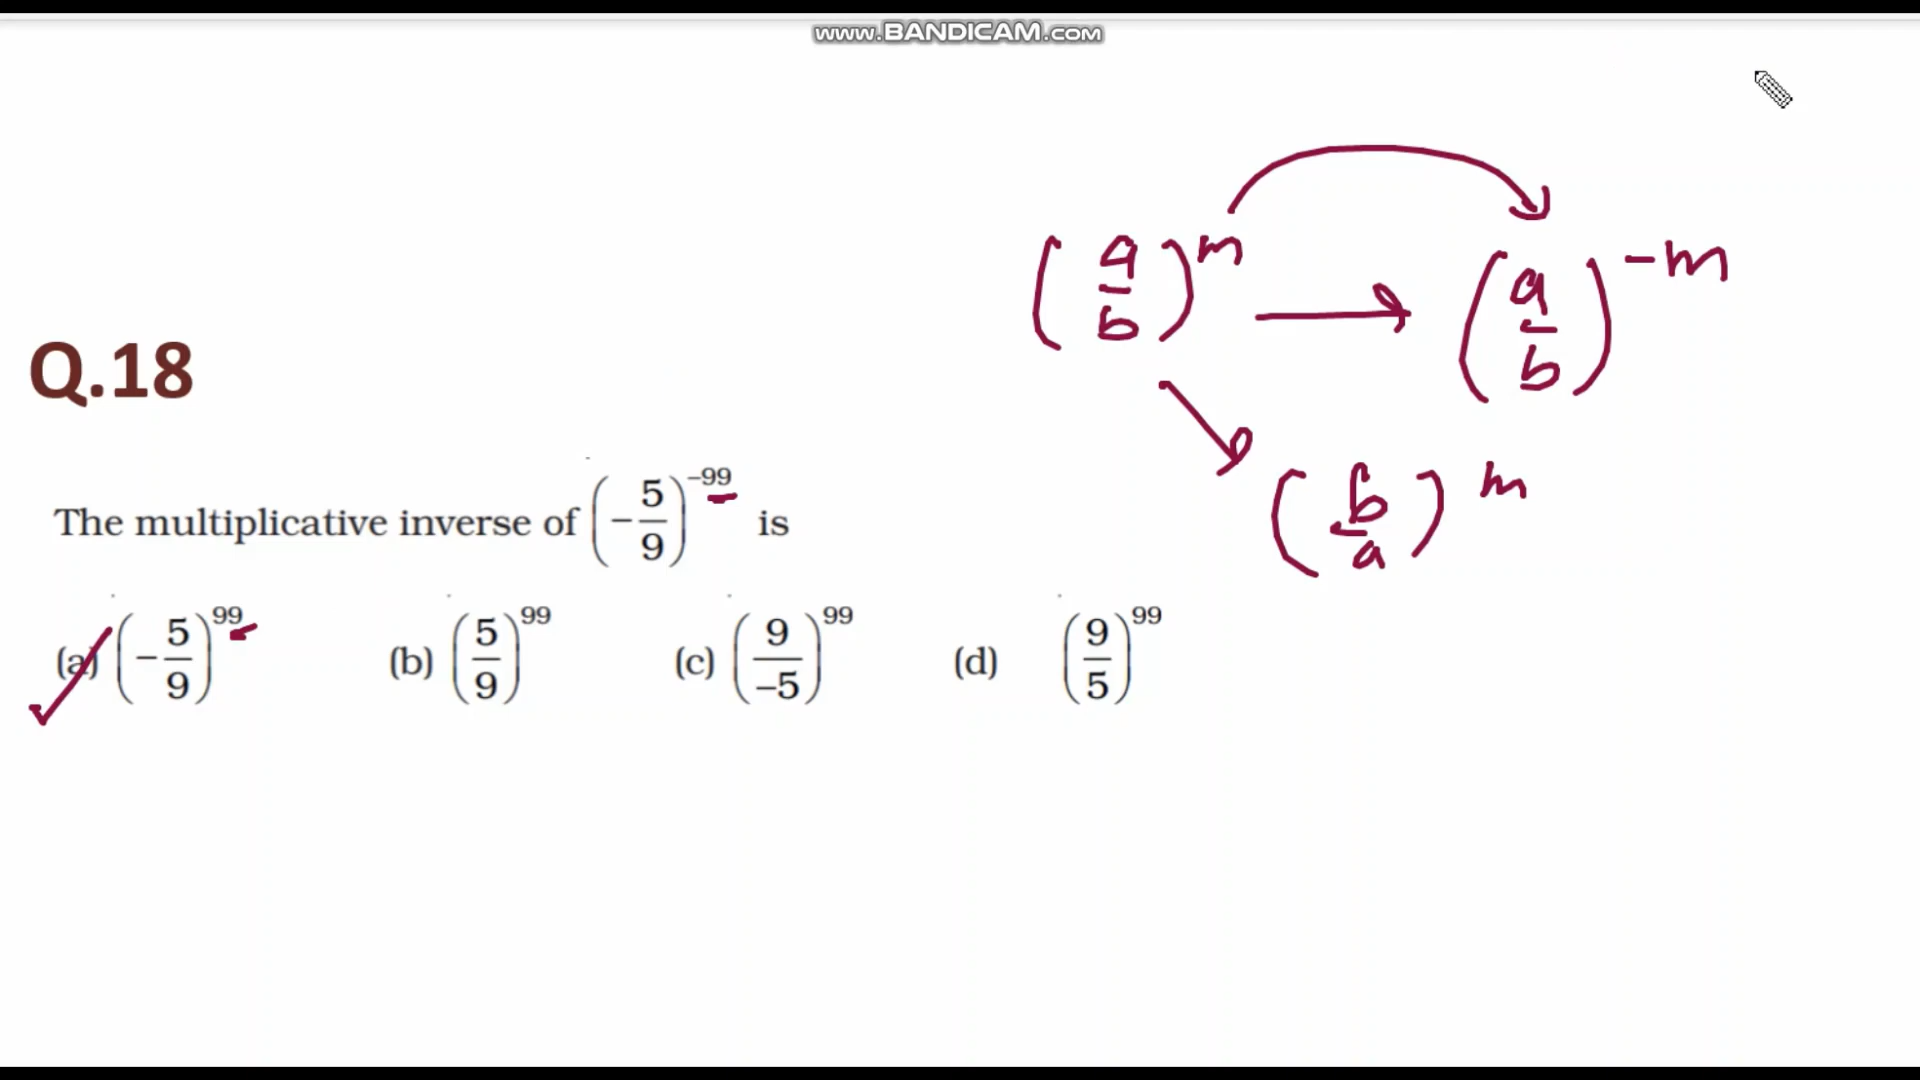 www.BANDICAM.com
(a/b)^m → (a/b)^-m
(b/a)^m
Q.18
The multiplicative inverse of (-5/9)^-99 is
(a) (-5/9)^99 (b) (5/9)^99 (c) (9/-5)^99 (d) (9/5)^99